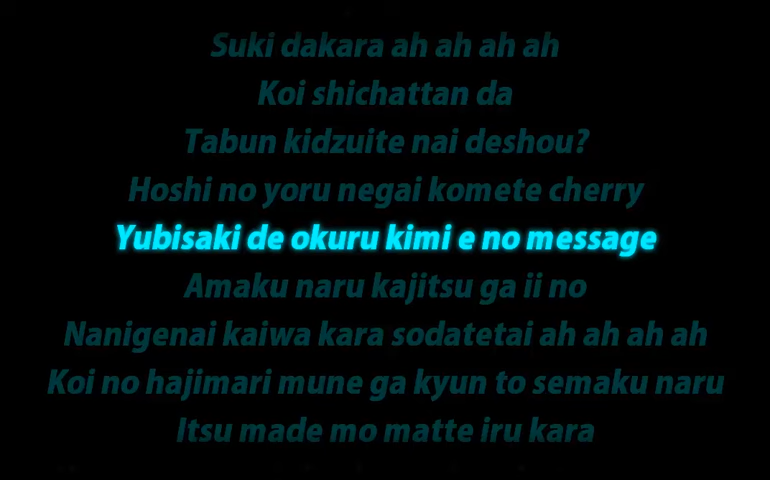 Suki dakara ah ah ah ah
Koi shichattan da
Tabun kidzuite nai deshou?
Hoshi no yoru negai komete cherry
Yubisaki de okuru kimi e no message
Amaku naru kajitsu ga ii no
Nanigenai kaiwa kara sodatetai ah ah ah ah
Koi no hajimari mune ga kyun to semaku naru
Itsu made mo matte iru kara